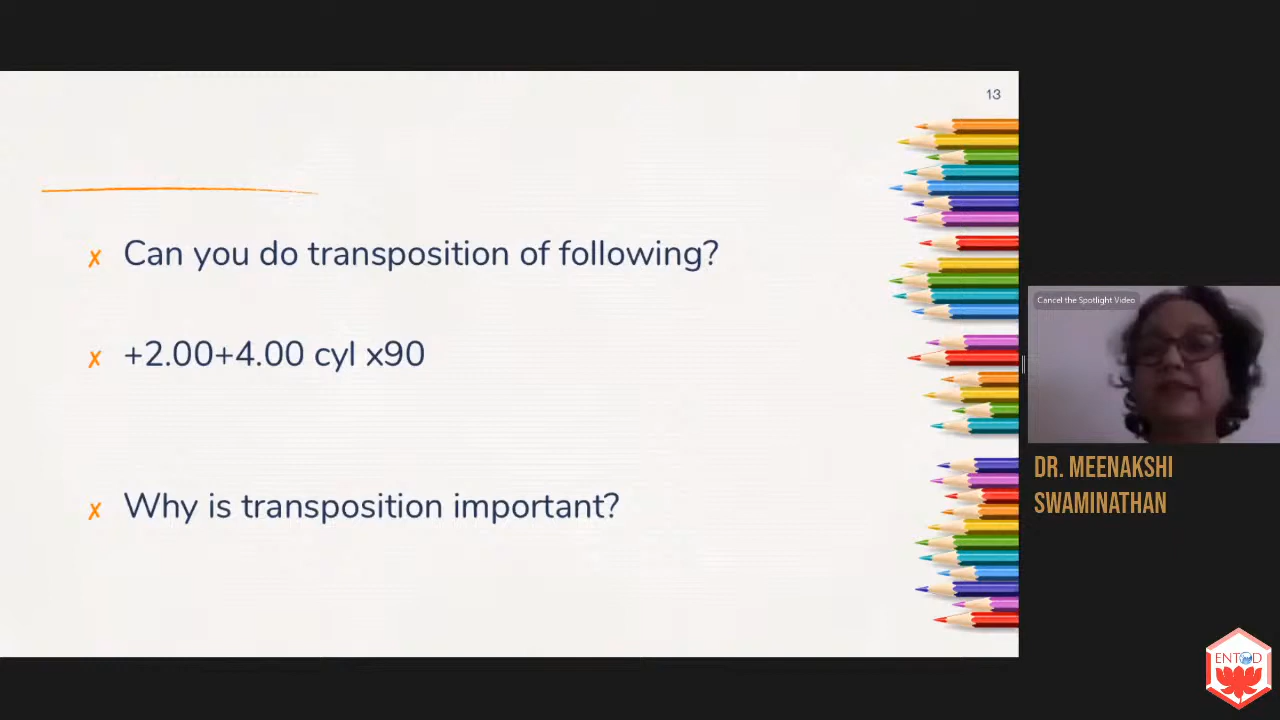 13
Can you do transposition of following?
+2.00+4.00 cyl x90
Why is transposition important?
Cancel the Spotlight Video
DR. MEENAKSHI
SWAMINATHAN
ENTOD